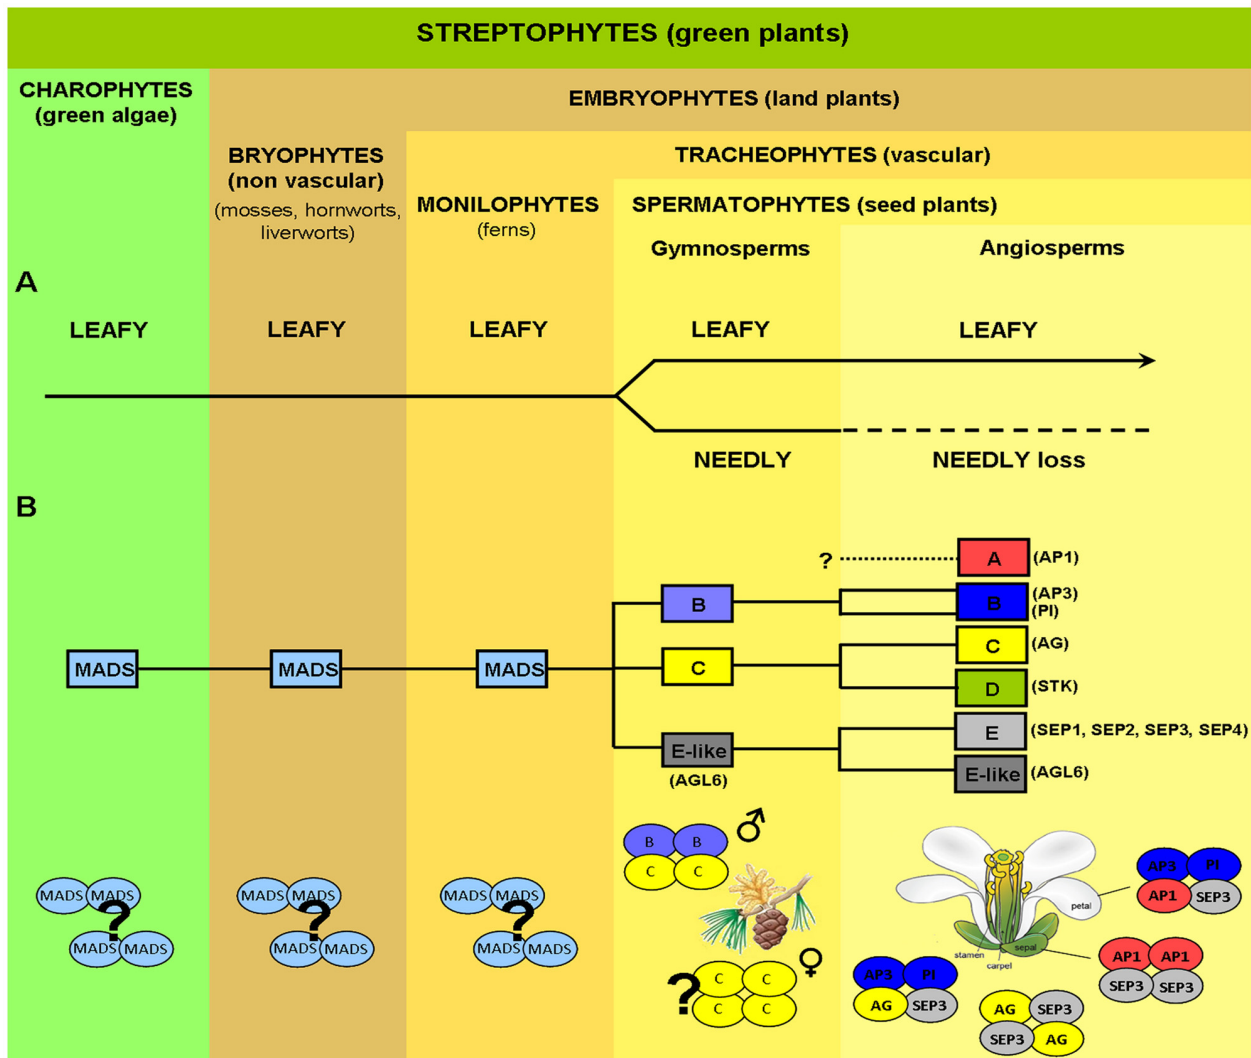 STREPTOPHYTES (green plants)
CHAROPHYTES
(green algae)
EMBRYOPHYTES (land plants)
BRYOPHYTES
(non vascular)
(mosses, hornworts,
liverworts)
TRACHEOPHYTES (vascular)
MONILOPHYTES
(ferns)
SPERMATOPHYTES (seed plants)
Gymnosperms
Angiosperms
A
LEAFY
LEAFY
LEAFY
LEAFY
LEAFY
NEEDLY
NEEDLY loss
B
?
A
(AP1)
B
B
(AP3)
(PI)
MADS
MADS
MADS
C
C
(AG)
D
(STK)
E-like
(AGL6)
E
(SEP1, SEP2, SEP3, SEP4)
E-like
(AGL6)
MADS MADS
?
MADS MADS
MADS MADS
?
MADS MADS
MADS MADS
?
MADS MADS
B B
C C
♂
♀
?
C C
C C
petal
sepal
stamen
carpel
AP3 PI
AP1 SEP3
AP1 AP1
SEP3 SEP3
AP3 PI
AG SEP3
AG SEP3
SEP3 AG